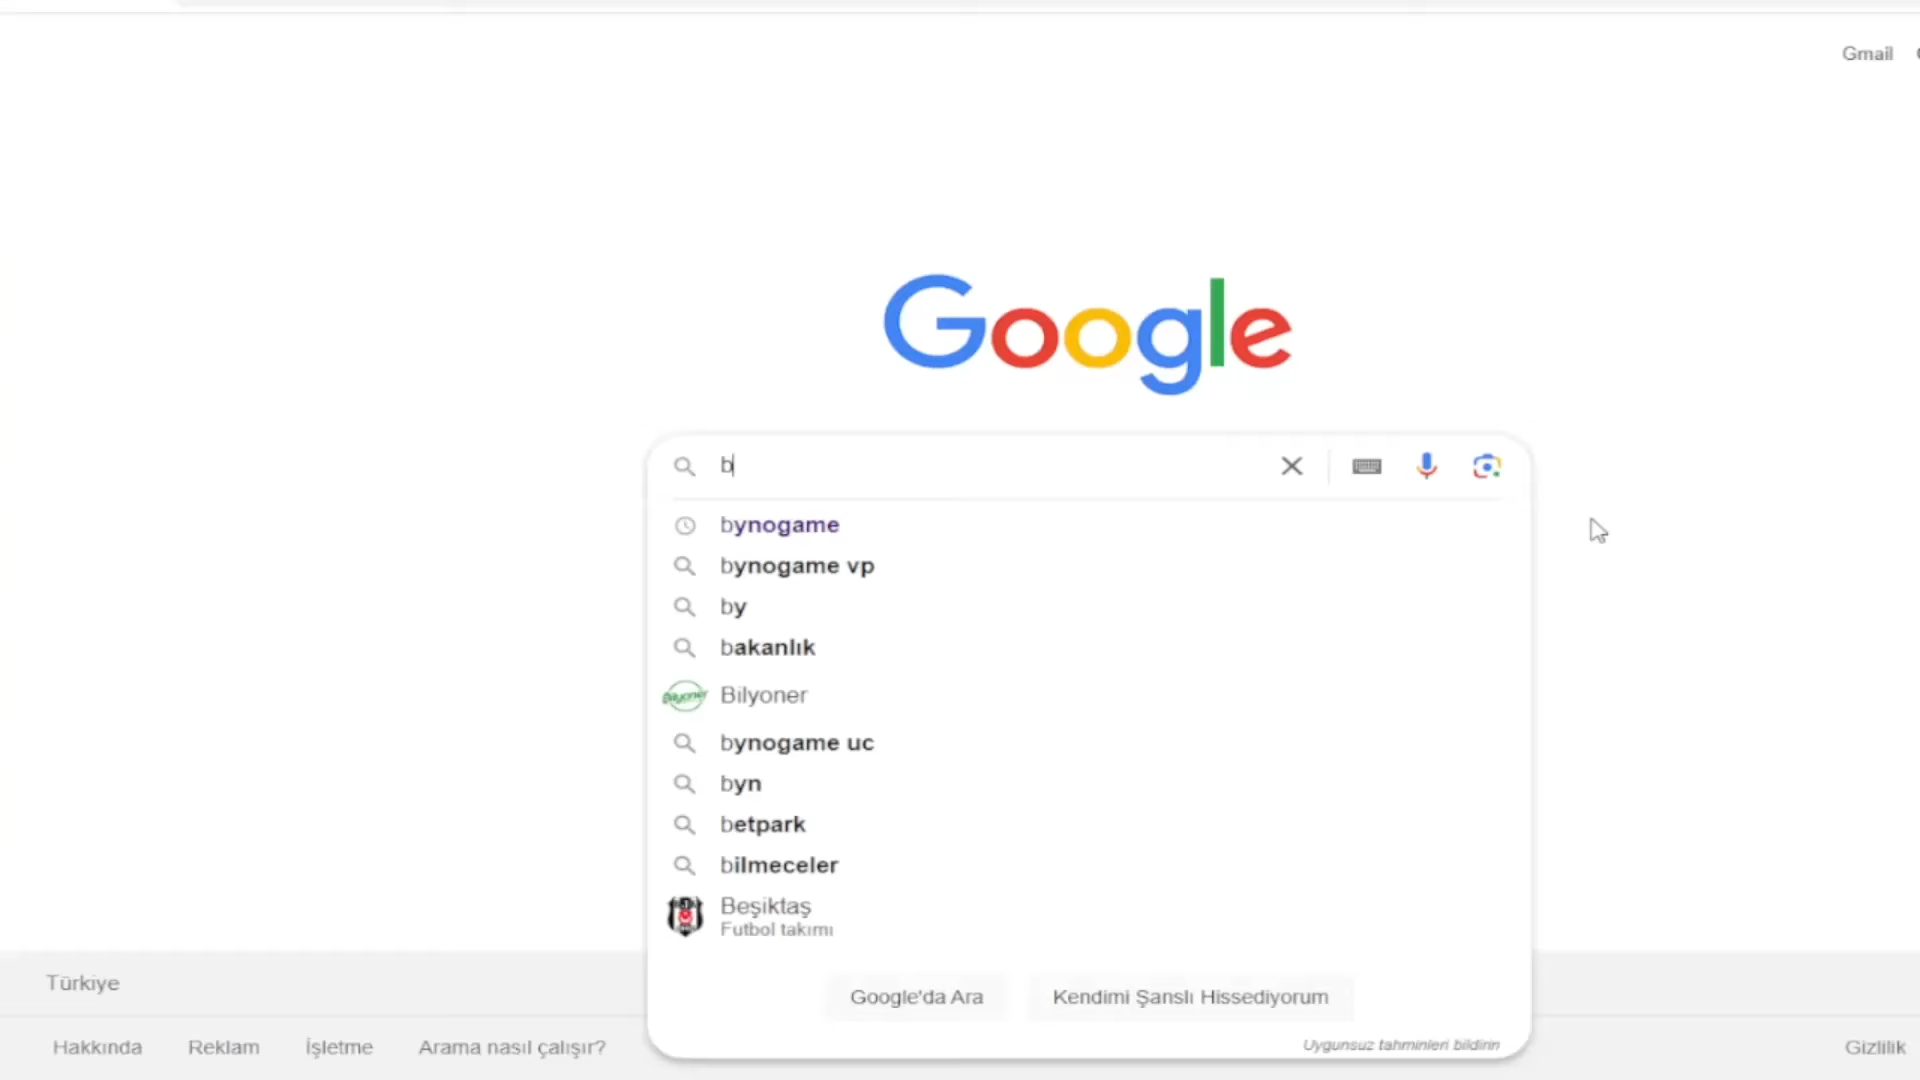 Gmail
Google
b
bynogame
bynogame vp
by
bakanlık
Bilyoner
Bilyoner
bynogame uc
byn
betpark
bilmeceler
Beşiktaş
Futbol takımı
Google'da Ara
Kendimi Şanslı Hissediyorum
Uygunsuz tahminleri bildirin
Türkiye
Hakkında
Reklam
İşletme
Arama nasıl çalışır?
Gizlilik